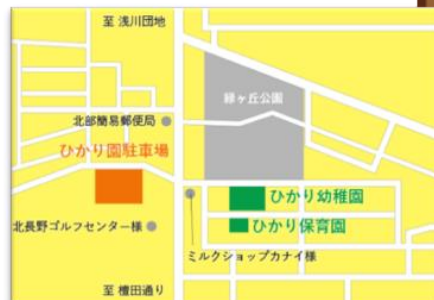 至 浅川団地
緑ヶ丘公園
北部簡易郵便局
ひかり園駐車場
ひかり幼稚園
北長野ゴルフセンター様
ひかり保育園
ミルクショップカナイ様
至 檀田通り